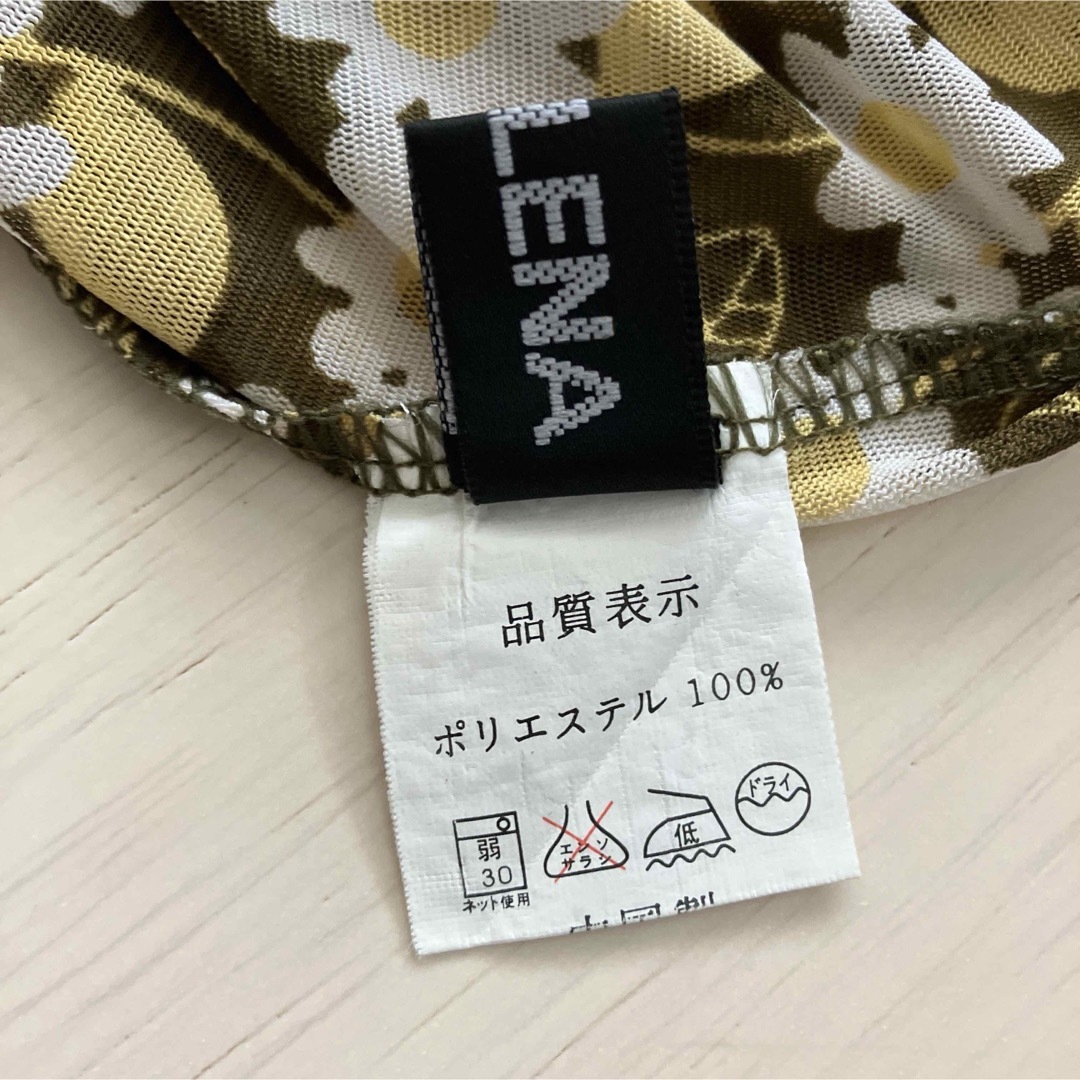 LENA
品質表示
ポリエステル 100%
弱
30
ネット使用
エンソ
サラシ
低
ドライ